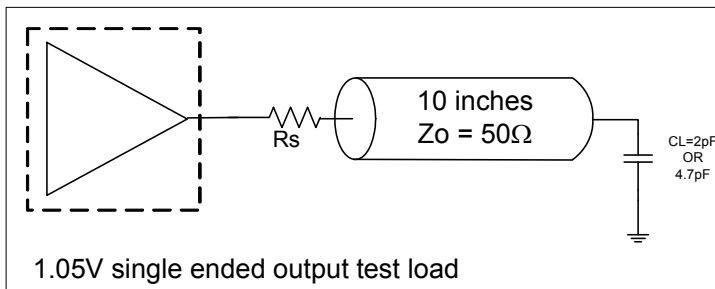 10 inches
Zo = 50Ω
Rs
CL=2pF
OR
4.7pF
1.05V single ended output test load